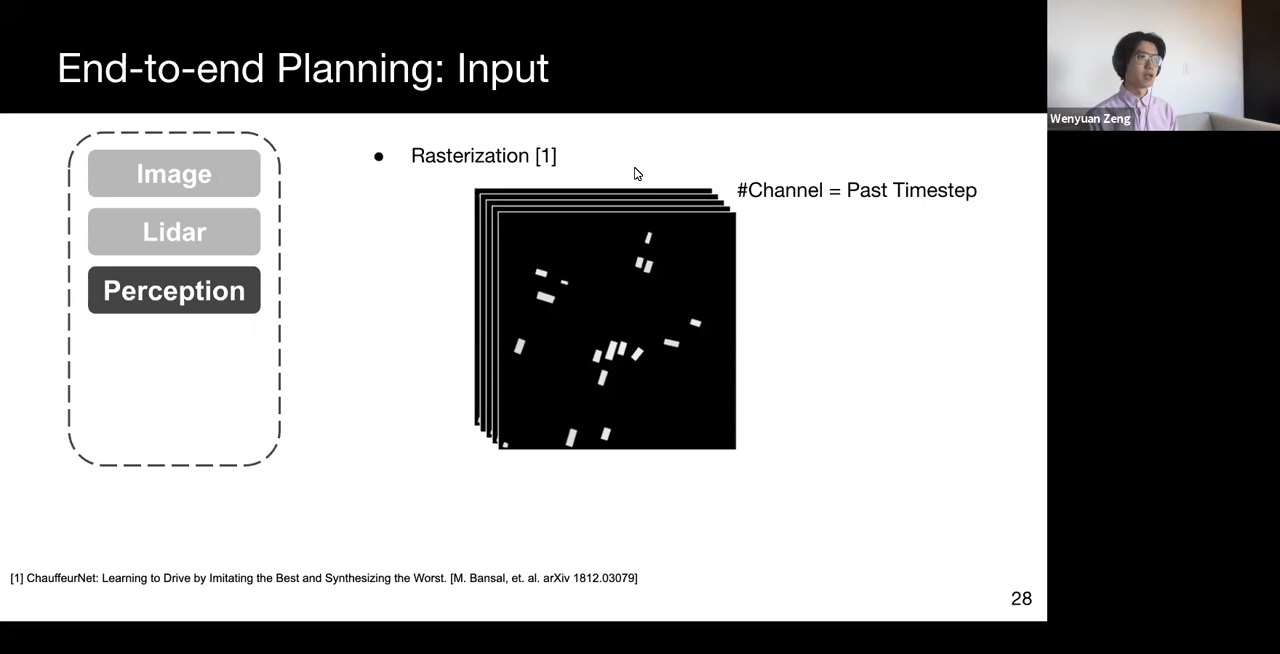 End-to-end Planning: Input
Wenyuan Zeng
Image
Lidar
Perception
● Rasterization [1]
#Channel = Past Timestep
[1] ChauffeurNet: Learning to Drive by Imitating the Best and Synthesizing the Worst. [M. Bansal, et. al. arXiv 1812.03079]
28